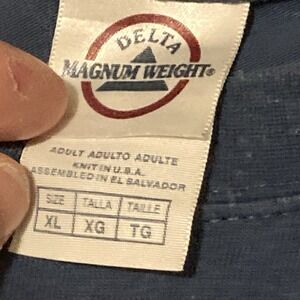 DELTA
MAGNUM WEIGHT®
ADULT ADULTO ADULTE
KNIT IN U.S.A.
ASSEMBLED IN EL SALVADOR
SIZE TALLA TAILLE
XL XG TG